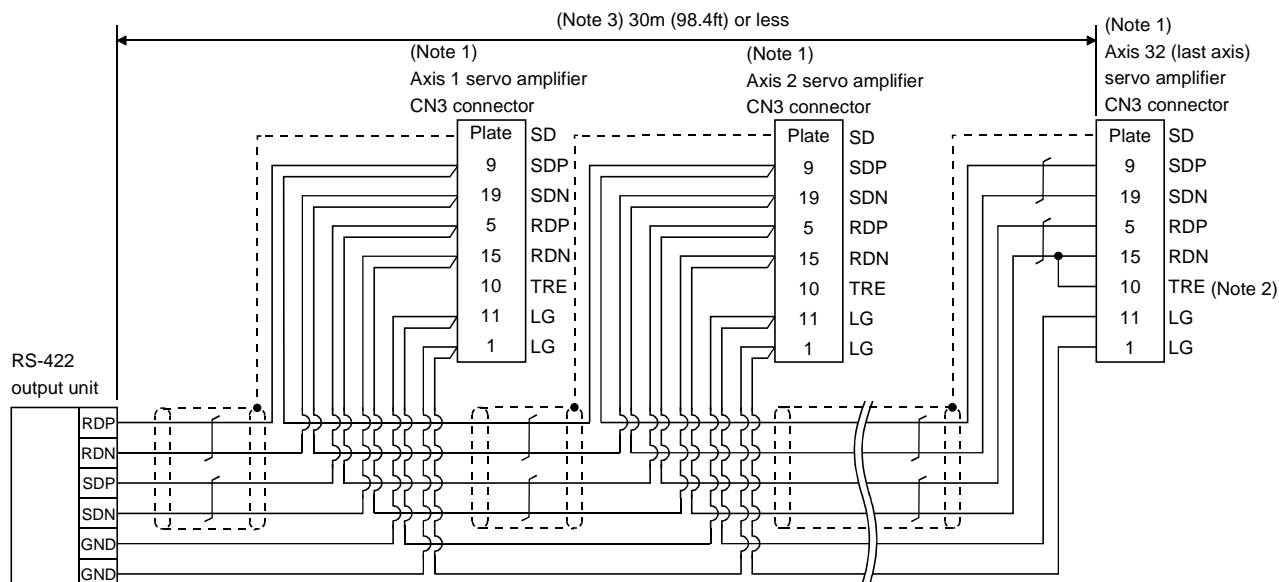 (Note 3) 30m (98.4ft) or less
(Note 1)
Axis 1 servo amplifier
CN3 connector
Plate SD
9 SDP
19 SDN
5 RDP
15 RDN
10 TRE
11 LG
1 LG
(Note 1)
Axis 2 servo amplifier
CN3 connector
Plate SD
9 SDP
19 SDN
5 RDP
15 RDN
10 TRE
11 LG
1 LG
(Note 1)
Axis 32 (last axis)
servo amplifier
CN3 connector
Plate SD
9 SDP
19 SDN
5 RDP
15 RDN
10 TRE (Note 2)
11 LG
1 LG
RS-422
output unit
RDP
RDN
SDP
SDN
GND
GND